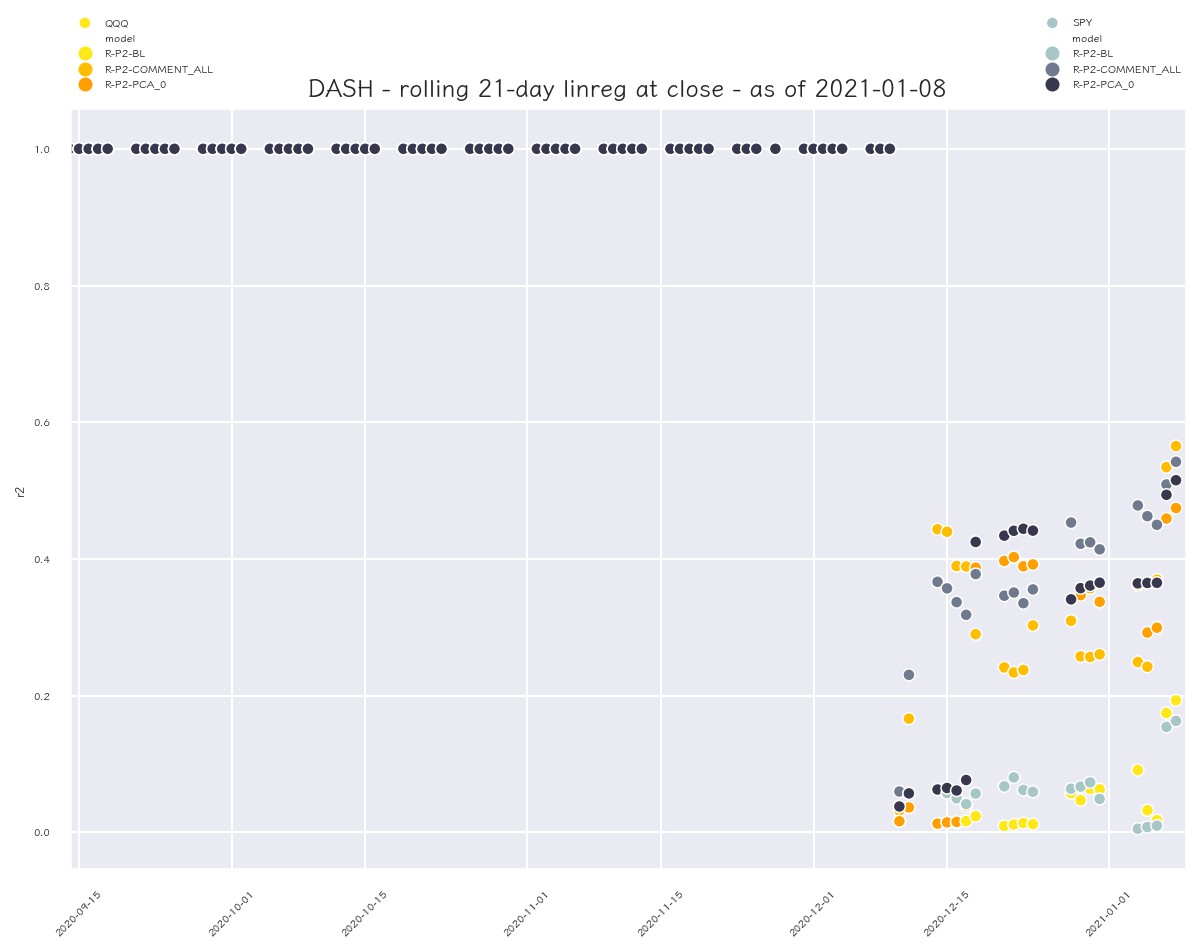 QQQ
model
R-P2-BL
R-P2-COMMENT_ALL
R-P2-PCA_0
SPY
model
R-P2-BL
R-P2-COMMENT_ALL
R-P2-PCA_0
DASH - rolling 21-day linreg at close - as of 2021-01-08
1.0
0.8
0.6
r2
0.4
0.2
0.0
2020-09-15
2020-10-01
2020-10-15
2020-11-01
2020-11-15
2020-12-01
2020-12-15
2021-01-01